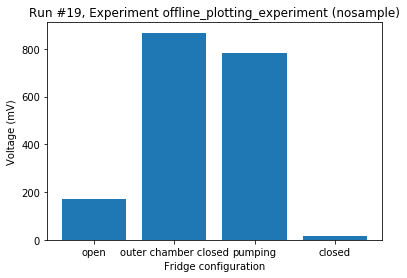 Run #19, Experiment offline_plotting_experiment (nosample)
800
600
400
200
0
Voltage (mV)
open outer chamber closed pumping closed
Fridge configuration